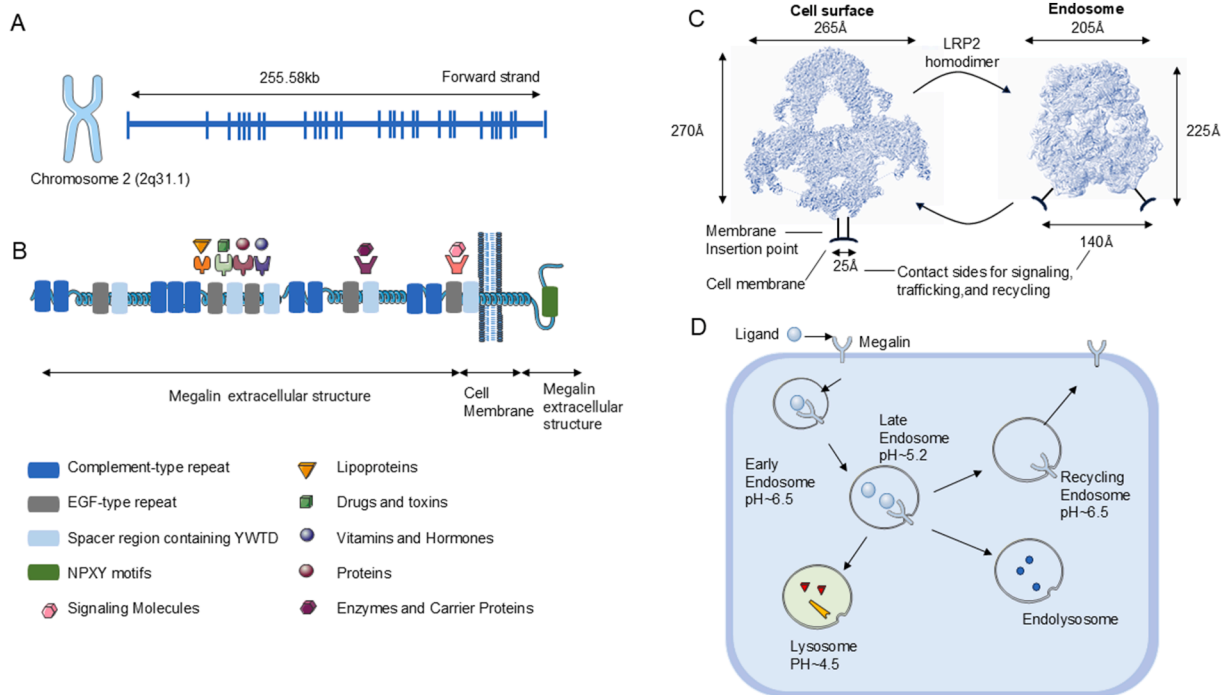 A
255.58kb
Forward strand
Chromosome 2 (2q31.1)
B
Megalin extracellular structure
Cell
Membrane
Megalin
extracellular
structure
Complement-type repeat
EGF-type repeat
Spacer region containing YWTD
NPXY motifs
Signaling Molecules
Lipoproteins
Drugs and toxins
Vitamins and Hormones
Proteins
Enzymes and Carrier Proteins
C
Cell surface
265Å
270Å
LRP2
homodimer
Endosome
205Å
225Å
Membrane
Insertion point
25Å
Cell membrane
140Å
Contact sides for signaling,
trafficking,and recycling
D
Ligand
Megalin
Early
Endosome
pH~6.5
Late
Endosome
pH~5.2
Recycling
Endosome
pH~6.5
Lysosome
PH~4.5
Endolysosome